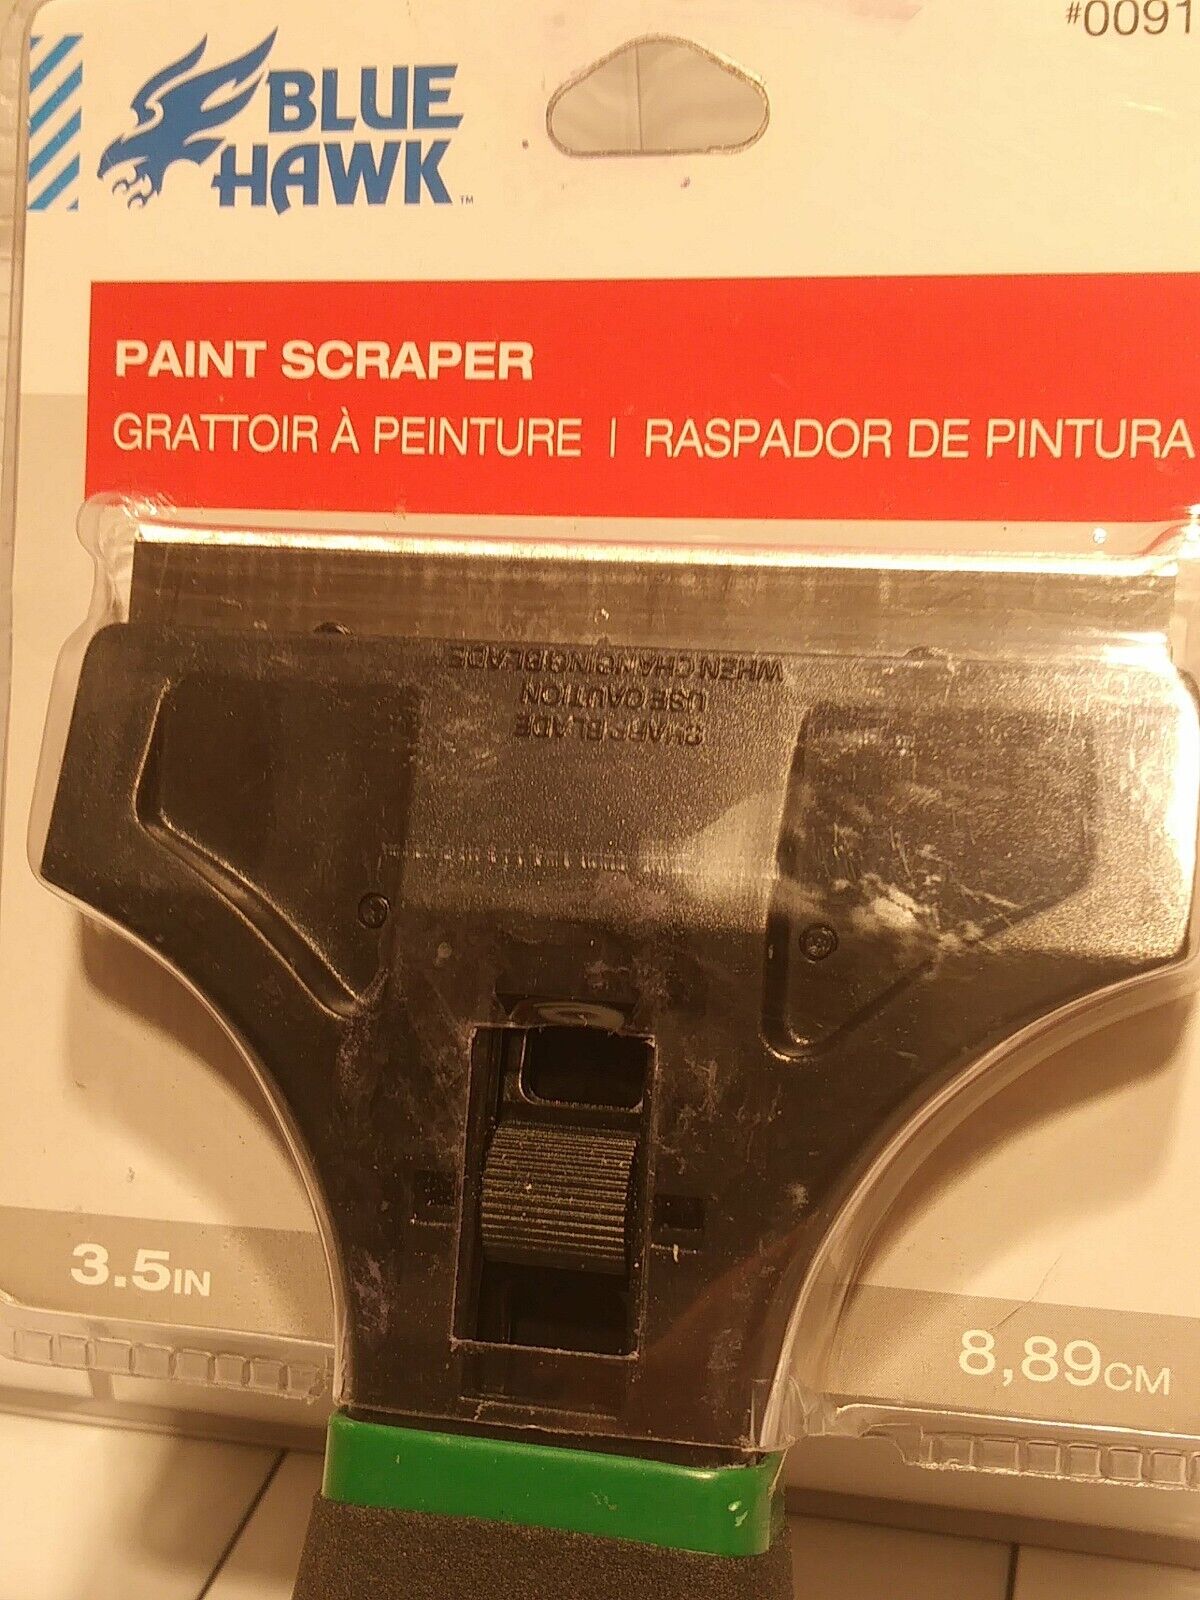 #0091
BLUE
HAWK™
PAINT SCRAPER
GRATTOIR À PEINTURE | RASPADOR DE PINTURA
SHARP BLADE
USE CAUTION
WHEN CHANGING BLADE
3.5IN
8,89CM